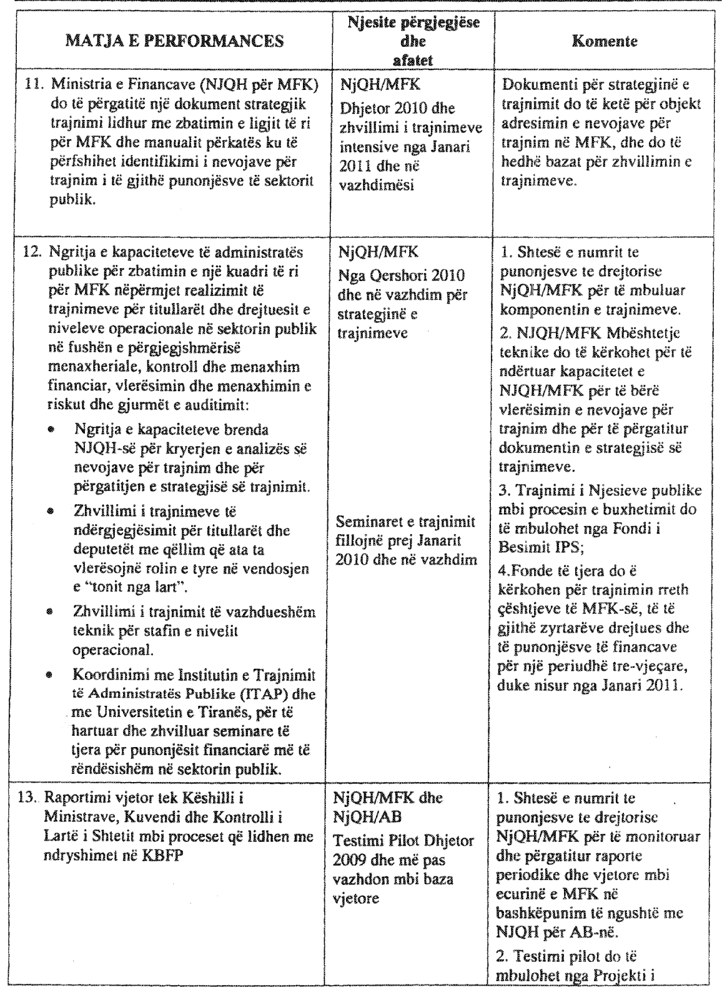 MATJA E PERFORMANCES
Njesite përgjegjëse
dhe
afatet
Komente
11. Ministria e Financave (NJQH për MFK)
do të përgatitë një dokument strategjik
trajnimi lidhur me zbatimin e ligjit të ri
për MFK dhe manualit përkatës ku të
përfshihet identifikimi i nevojave për
trajnim i të gjithë punonjësve të sektorit
publik.
NjQH/MFK
Dhjetor 2010 dhe
zhvillimi i trajnimeve
intensive nga Janari
2011 dhe në
vazhdimësi
Dokumenti për strategjinë e
trajnimit do të ketë për objekt
adresimin e nevojave për
trajnim në MFK, dhe do të
hedhë bazat për zhvillimin e
trajnimeve.
12. Ngritja e kapaciteteve të administratës
publike për zbatimin e një kuadri të ri
për MFK nëpërmjet realizimit të
trajnimeve për titullarët dhe drejtuesit e
niveleve operacionale në sektorin publik
në fushën e përgjegjshmërisë
menaxheriale, kontroll dhe menaxhim
financiar, vlerësimin dhe menaxhimin e
riskut dhe gjurmët e auditimit:
• Ngritja e kapaciteteve brenda
NJQH-së për kryerjen e analizës së
nevojave për trajnim dhe për
përgatitjen e strategjisë së trajnimit.
• Zhvillimi i trajnimeve të
ndërgjegjësimit për titullarët dhe
deputetët me qëllim që ata ta
vlerësojnë rolin e tyre në vendosjen
e “tonit nga lart”.
• Zhvillimi i trajnimit të vazhdueshëm
teknik për stafin e nivelit
operacional.
• Koordinimi me Institutin e Trajnimit
të Administratës Publike (ITAP) dhe
me Universitetin e Tiranës, për të
hartuar dhe zhvilluar seminare të
tjera për punonjësit financiarë më të
rëndësishëm në sektorin publik.
NjQH/MFK
Nga Qershori 2010
dhe në vazhdim për
strategjinë e
trajnimeve
Seminaret e trajnimit
fillojnë prej Janarit
2010 dhe në vazhdim
1. Shtesë e numrit te
punonjesve te drejtorise
NjQH/MFK për të mbuluar
komponentin e trajnimeve.
2. NJQH/MFK Mbështetje
teknike do të kërkohet për të
ndërtuar kapacitetet e
NJQH/MFK për të bërë
vlerësimin e nevojave për
trajnim dhe për të përgatitur
dokumentin e strategjisë së
trajnimeve.
3. Trajnimi i Njesieve publike
mbi procesin e buxhetimit do
të mbulohet nga Fondi i
Besimit IPS;
4.Fonde të tjera do ë
kërkohen për trajnimin rreth
çështjeve të MFK-së, të të
gjithë zyrtarëve drejtues dhe
të punonjësve të financave
për një periudhë tre-vjeçare,
duke nisur nga Janari 2011.
13. Raportimi vjetor tek Këshilli i
Ministrave, Kuvendi dhe Kontrolli i
Lartë i Shtetit mbi proceset që lidhen me
ndryshimet në KBFP
NjQH/MFK dhe
NjQH/AB
Testimi Pilot Dhjetor
2009 dhe më pas
vazhdon mbi baza
vjetore
1. Shtesë e numrit te
punonjesve te drejtorise
NjQH/MFK për të monitoruar
dhe përgatitur raporte
periodike dhe vjetore mbi
ecurinë e MFK në
bashkëpunim të ngushtë me
NJQH për AB-në.
2. Testimi pilot do të
mbulohet nga Projekti i